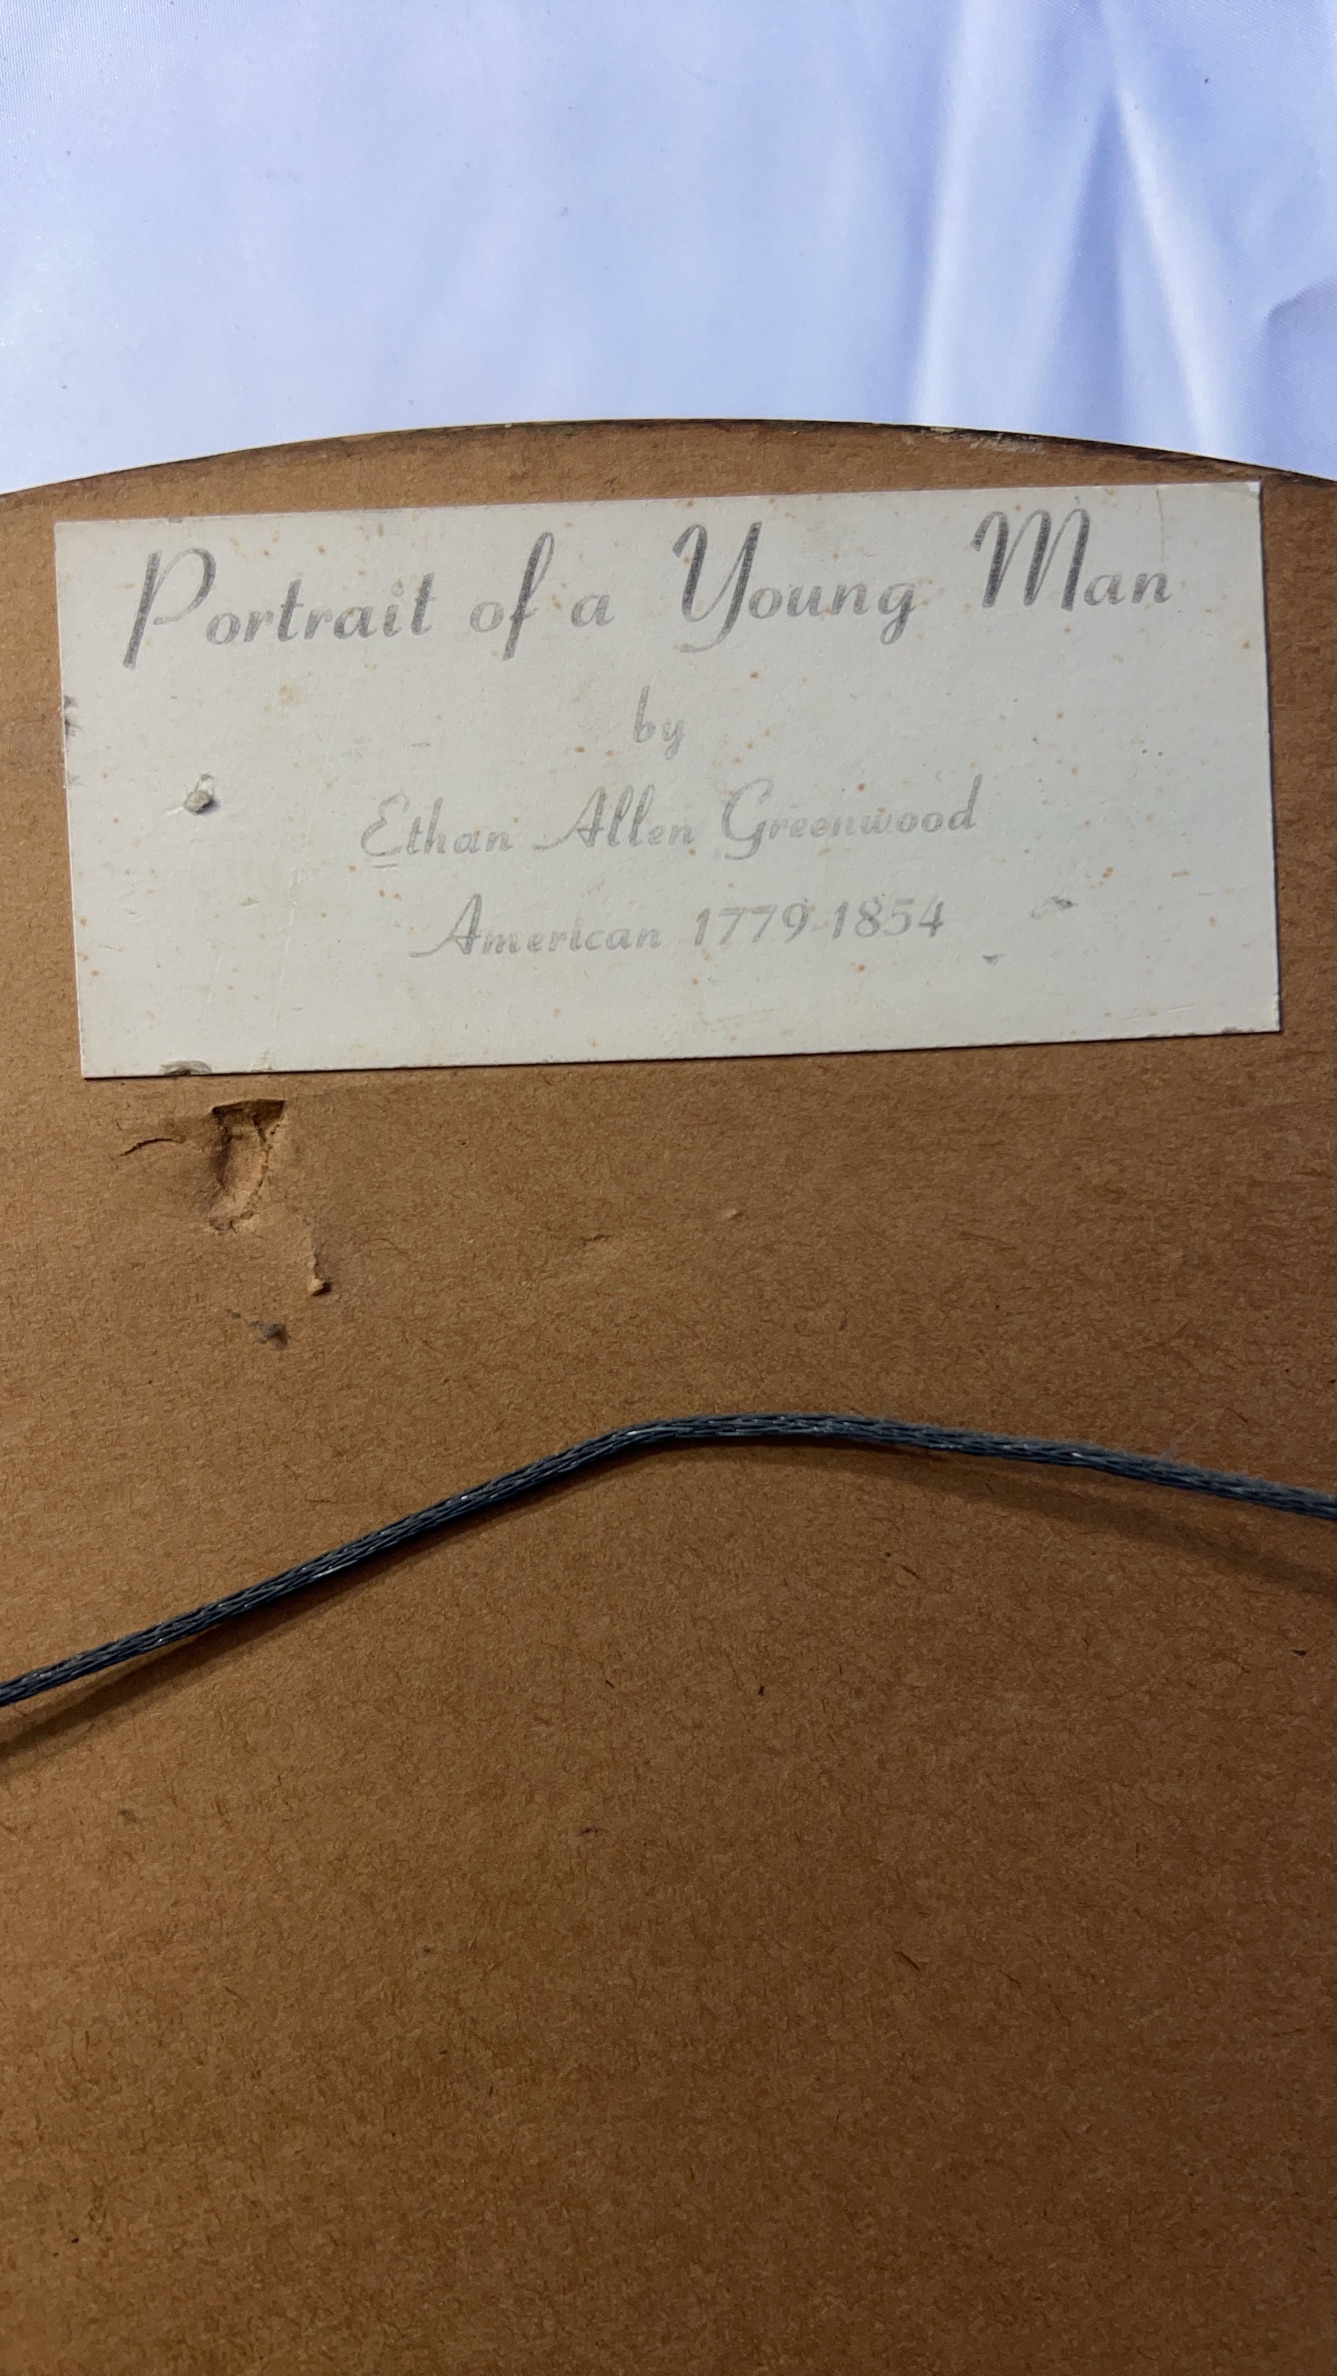 Portrait of a Young Man
by
Ethan Allen Greenwood
American 1779-1854